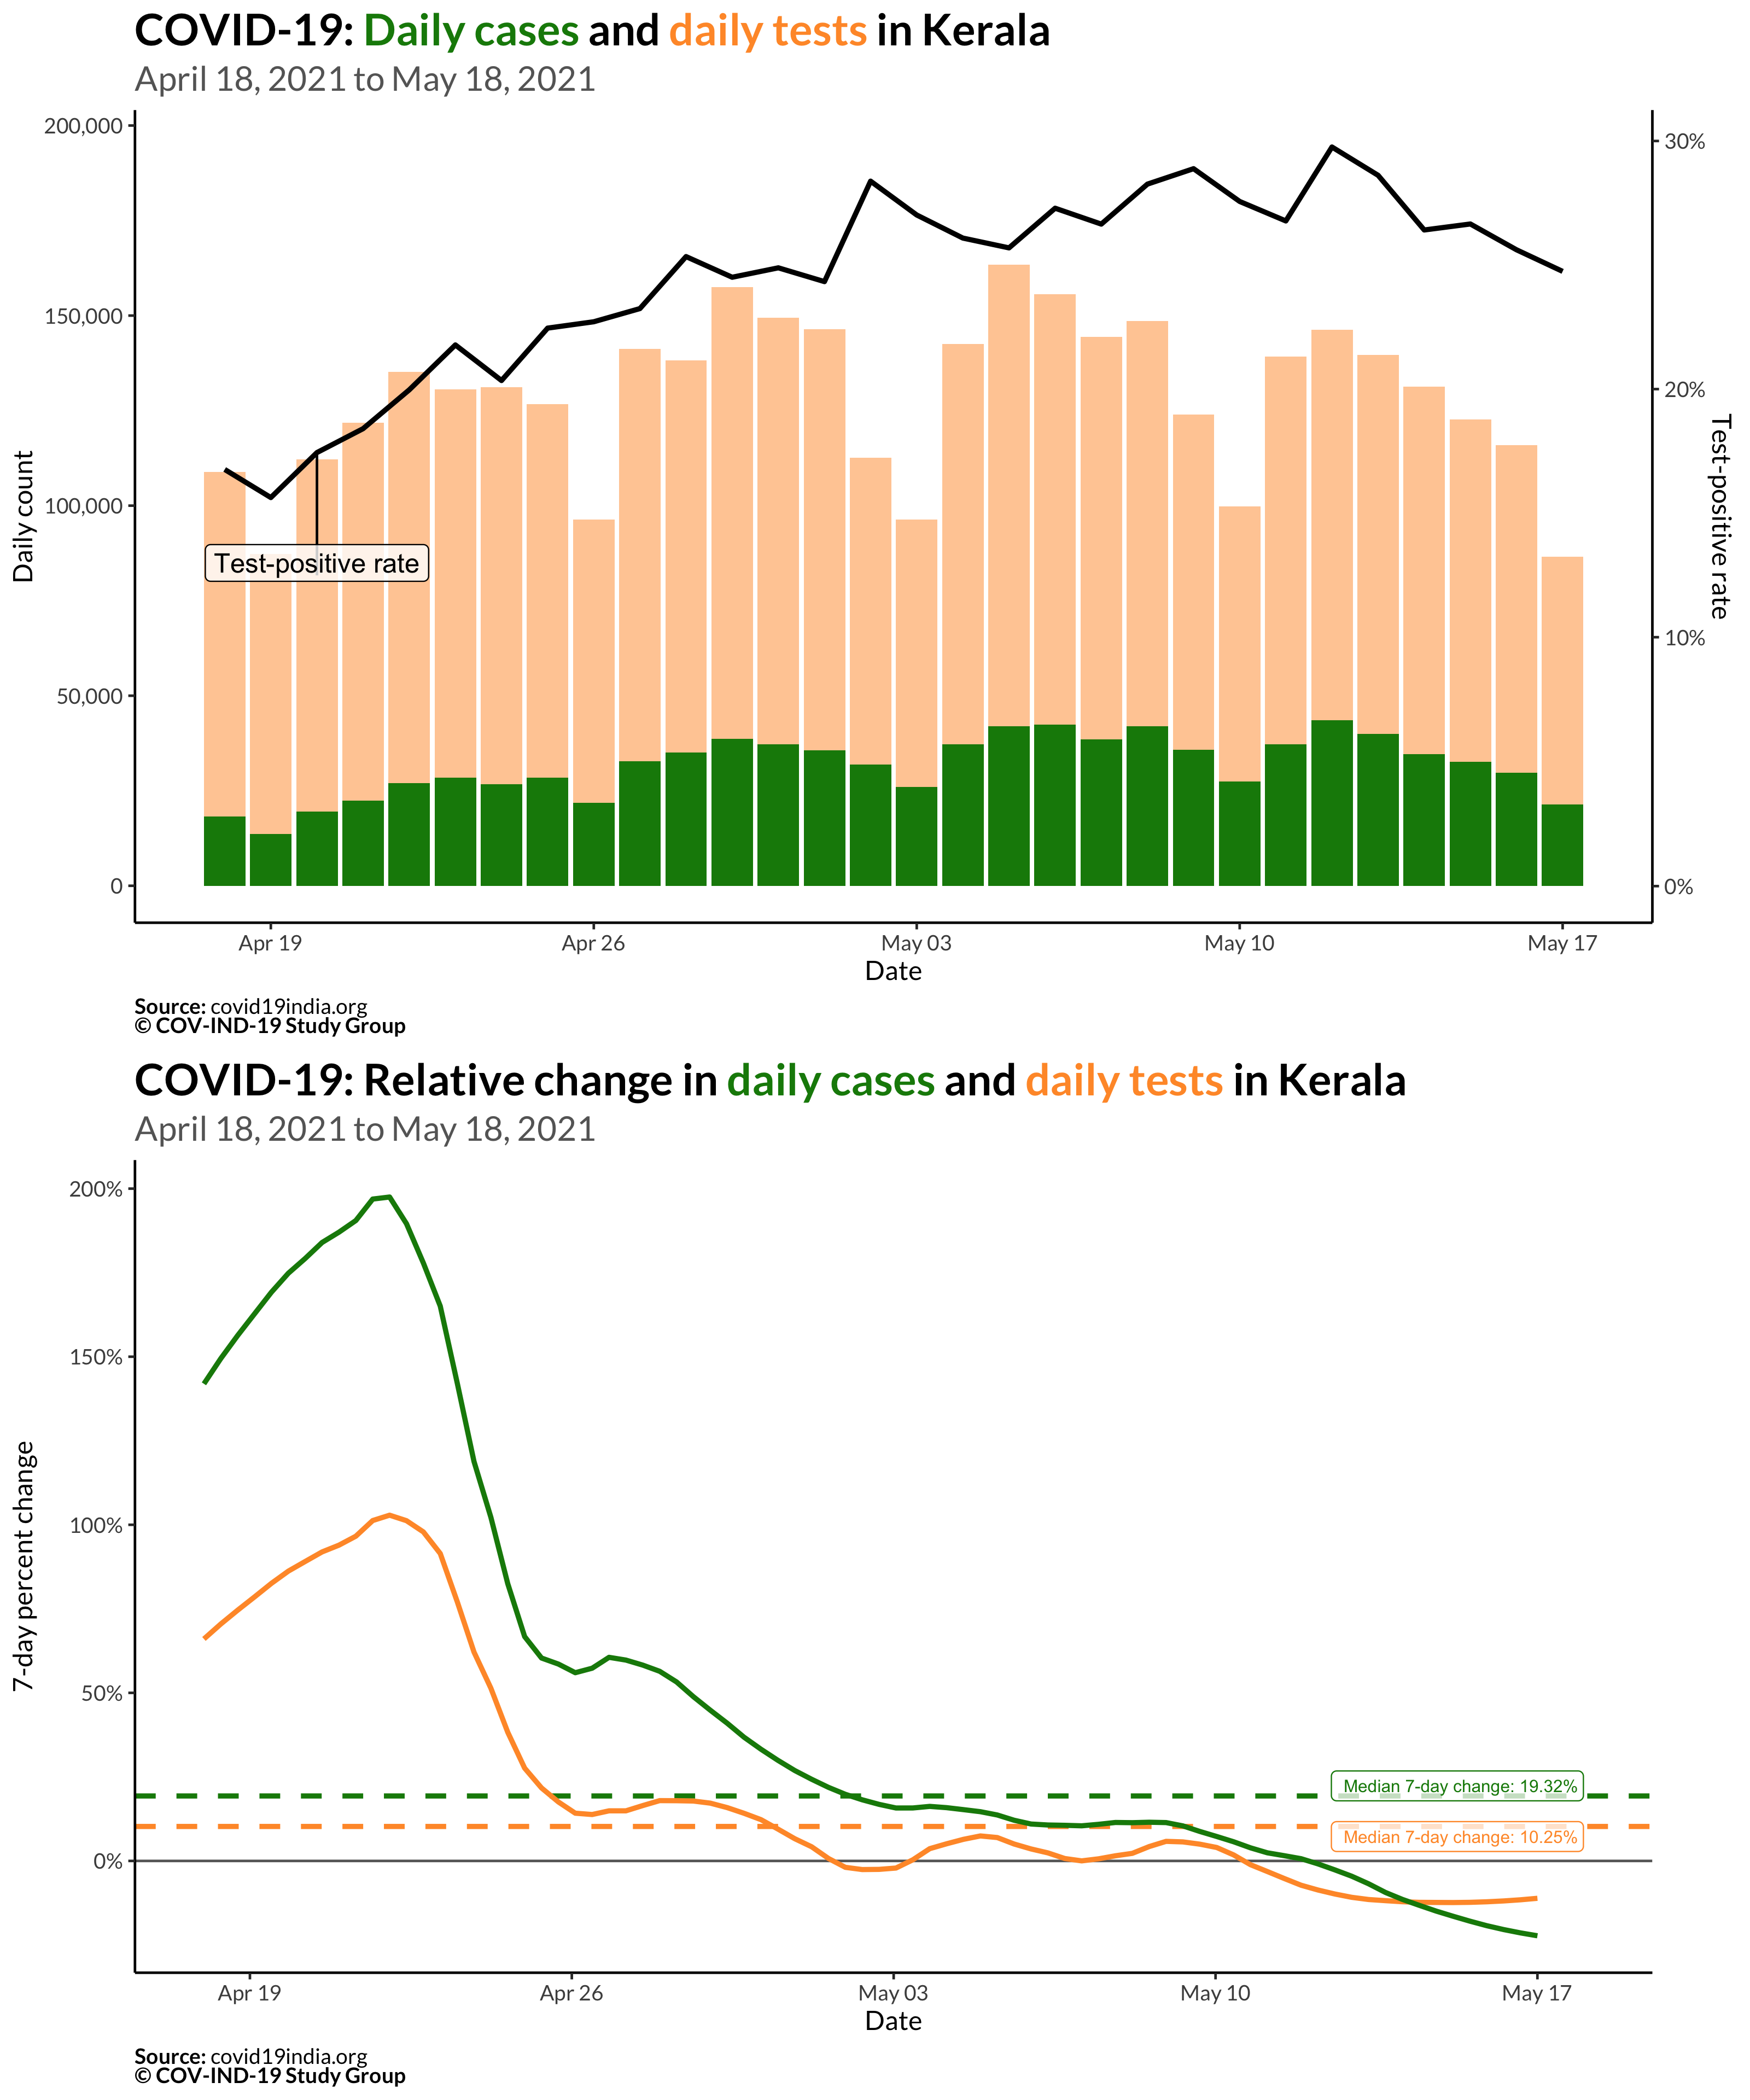 COVID-19: Daily cases and daily tests in Kerala
April 18, 2021 to May 18, 2021
200,000
150,000
100,000
50,000
0
Daily count
30%
20%
10%
0%
Test-positive rate
Test-positive rate
Apr 19
Apr 26
May 03
May 10
May 17
Date
Source: covid19india.org
© COV-IND-19 Study Group
COVID-19: Relative change in daily cases and daily tests in Kerala
April 18, 2021 to May 18, 2021
200%
150%
100%
50%
0%
7-day percent change
Median 7-day change: 19.32%
Median 7-day change: 10.25%
Apr 19
Apr 26
May 03
May 10
May 17
Date
Source: covid19india.org
© COV-IND-19 Study Group